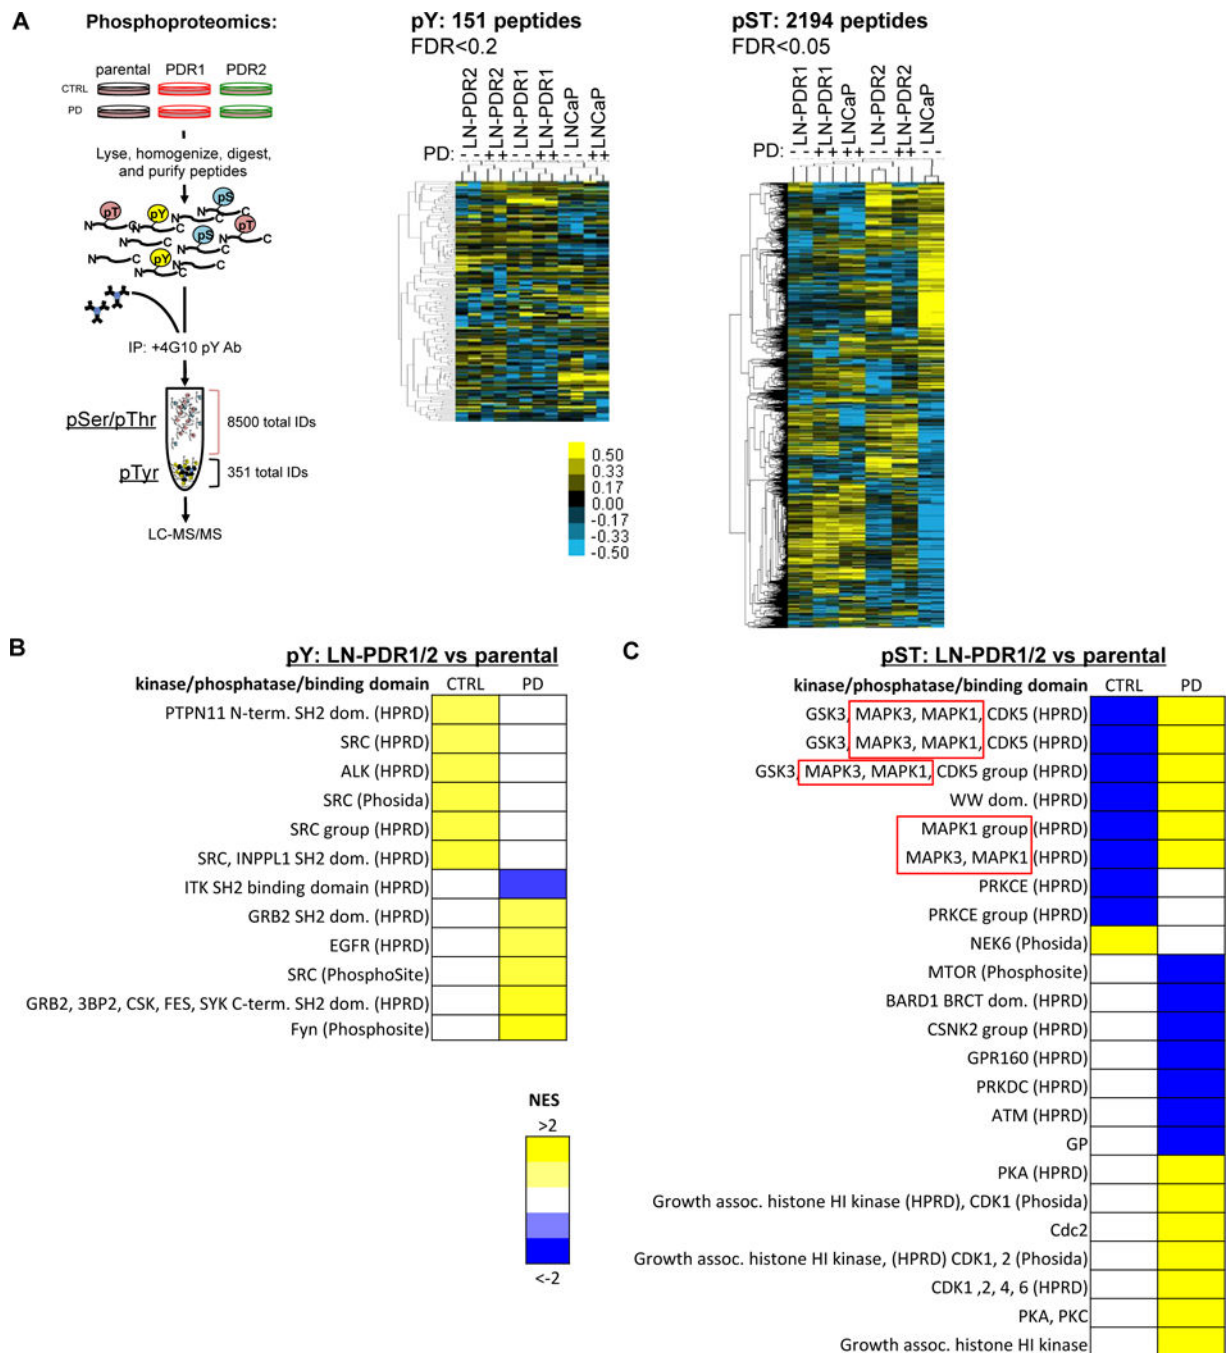 A
Phosphoproteomics:
parental PDR1 PDR2
CTRL
PD
Lyse, homogenize, digest,
and purify peptides
pT pY pS pS pT pY
N C N C N C N C N C N C N C N C
IP: +4G10 pY Ab
pSer/pThr
8500 total IDs
pTyr
351 total IDs
LC-MS/MS
pY: 151 peptides
FDR<0.2
LN-PDR2 LN-PDR2 LN-PDR1 LN-PDR1 LNCaP LNCaP
PD: - - + + - - + + - - + +
0.50
0.33
0.17
0.00
-0.17
-0.33
-0.50
pST: 2194 peptides
FDR<0.05
LN-PDR1 LN-PDR1 LNCaP LN-PDR2 LN-PDR2 LNCaP
PD: - - + + + + - - + + - -
B
pY: LN-PDR1/2 vs parental
kinase/phosphatase/binding domain CTRL PD
PTPN11 N-term. SH2 dom. (HPRD)
SRC (HPRD)
ALK (HPRD)
SRC (Phosida)
SRC group (HPRD)
SRC, INPPL1 SH2 dom. (HPRD)
ITK SH2 binding domain (HPRD)
GRB2 SH2 dom. (HPRD)
EGFR (HPRD)
SRC (PhosphoSite)
GRB2, 3BP2, CSK, FES, SYK C-term. SH2 dom. (HPRD)
Fyn (Phosphosite)
NES
>2
<-2
C
pST: LN-PDR1/2 vs parental
kinase/phosphatase/binding domain CTRL PD
GSK3, MAPK3, MAPK1, CDK5 (HPRD)
GSK3, MAPK3, MAPK1, CDK5 (HPRD)
GSK3, MAPK3, MAPK1, CDK5 group (HPRD)
WW dom. (HPRD)
MAPK1 group (HPRD)
MAPK3, MAPK1 (HPRD)
PRKCE (HPRD)
PRKCE group (HPRD)
NEK6 (Phosida)
MTOR (Phosphosite)
BARD1 BRCT dom. (HPRD)
CSNK2 group (HPRD)
GPR160 (HPRD)
PRKDC (HPRD)
ATM (HPRD)
GP
PKA (HPRD)
Growth assoc. histone HI kinase (HPRD), CDK1 (Phosida)
Cdc2
Growth assoc. histone HI kinase, (HPRD) CDK1, 2 (Phosida)
CDK1 ,2, 4, 6 (HPRD)
PKA, PKC
Growth assoc. histone HI kinase